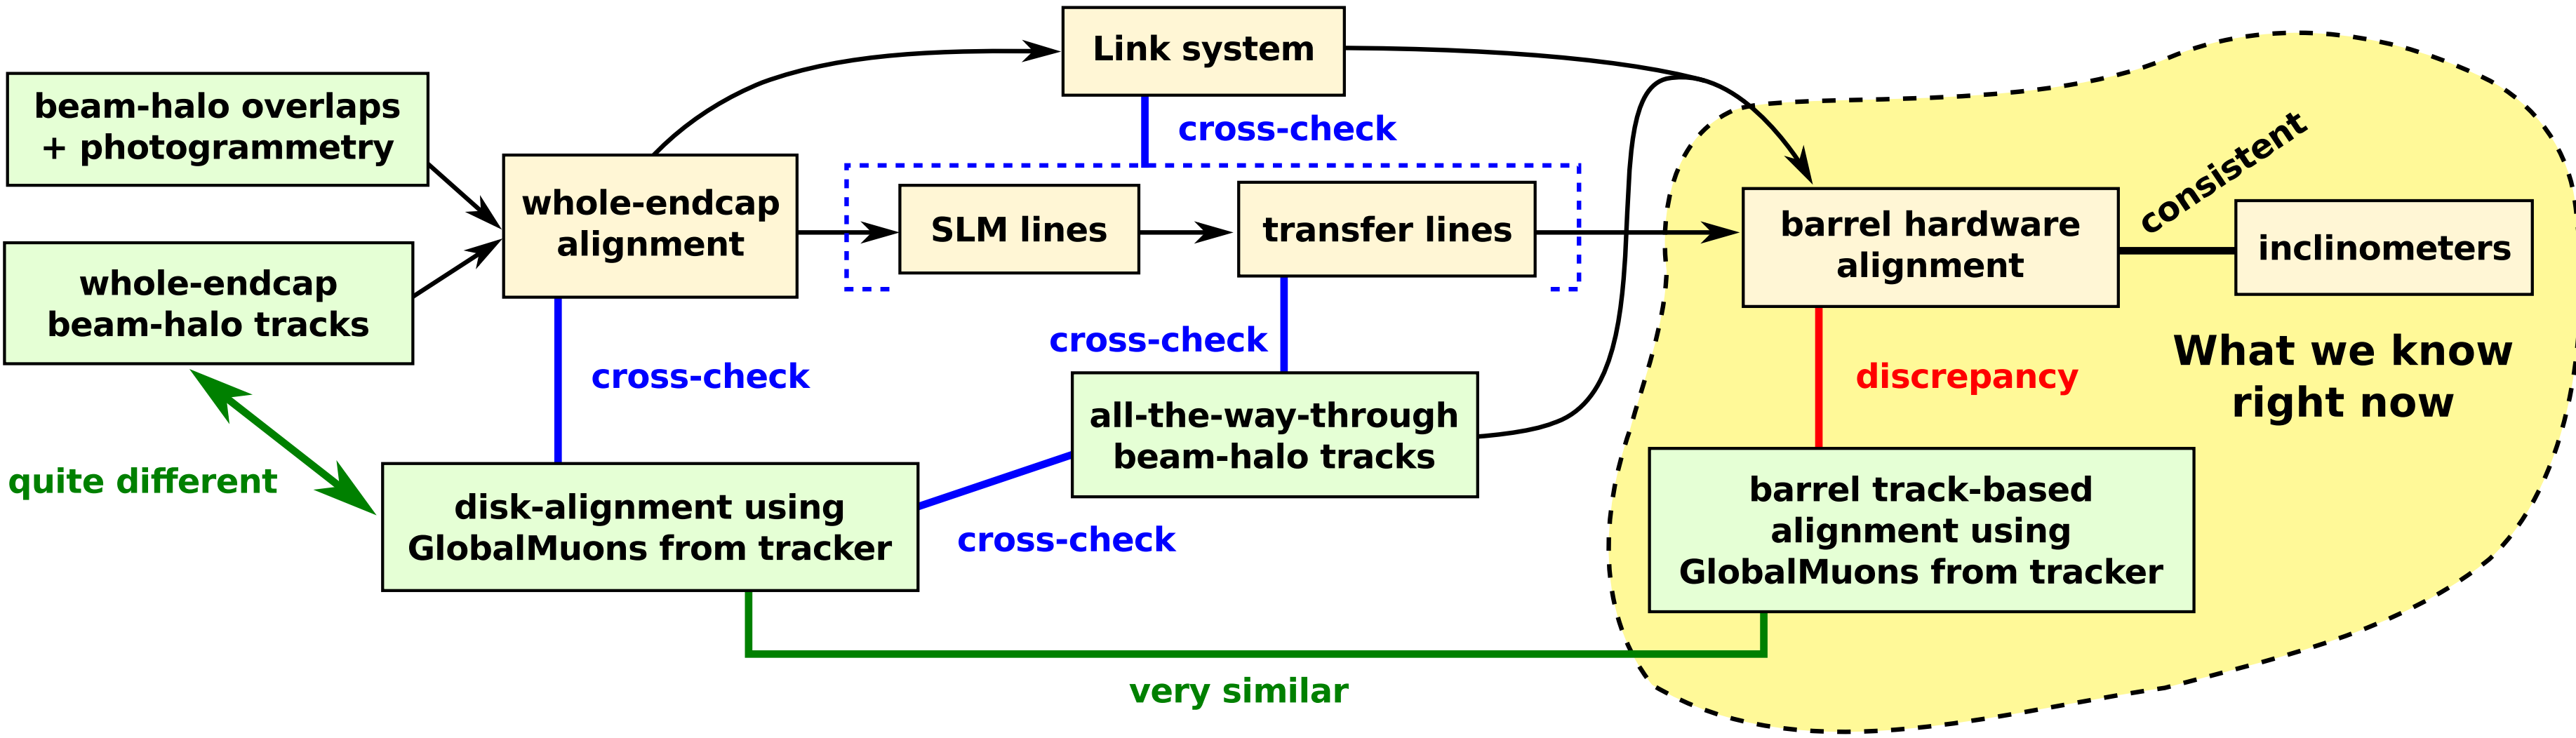 Link system
beam-halo overlaps
+ photogrammetry
cross-check
consistent
whole-endcap
alignment
SLM lines
transfer lines
barrel hardware
alignment
inclinometers
whole-endcap
beam-halo tracks
cross-check
cross-check
discrepancy
What we know
right now
all-the-way-through
beam-halo tracks
quite different
disk-alignment using
GlobalMuons from tracker
cross-check
barrel track-based
alignment using
GlobalMuons from tracker
very similar